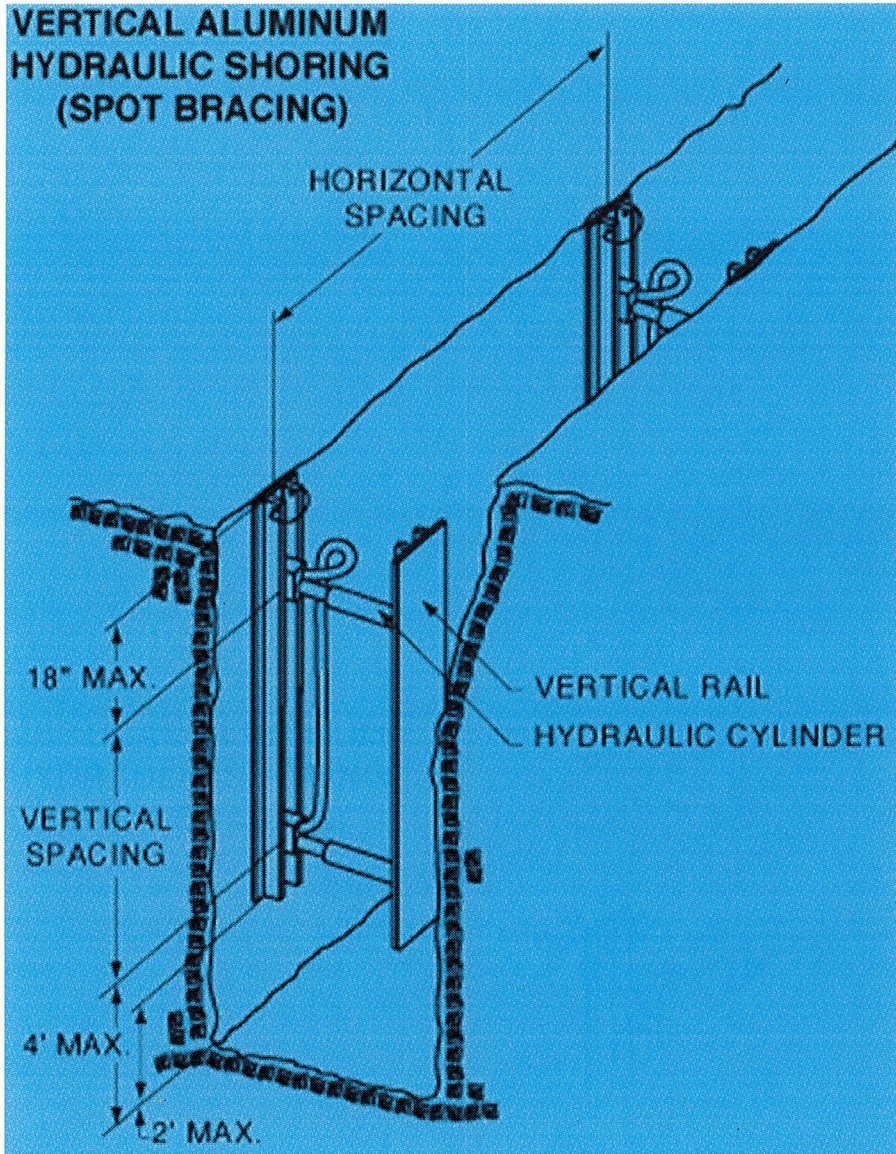 VERTICAL ALUMINUM
HYDRAULIC SHORING
(SPOT BRACING)
HORIZONTAL
SPACING
18" MAX.
VERTICAL RAIL
HYDRAULIC CYLINDER
VERTICAL
SPACING
4' MAX.
2' MAX.